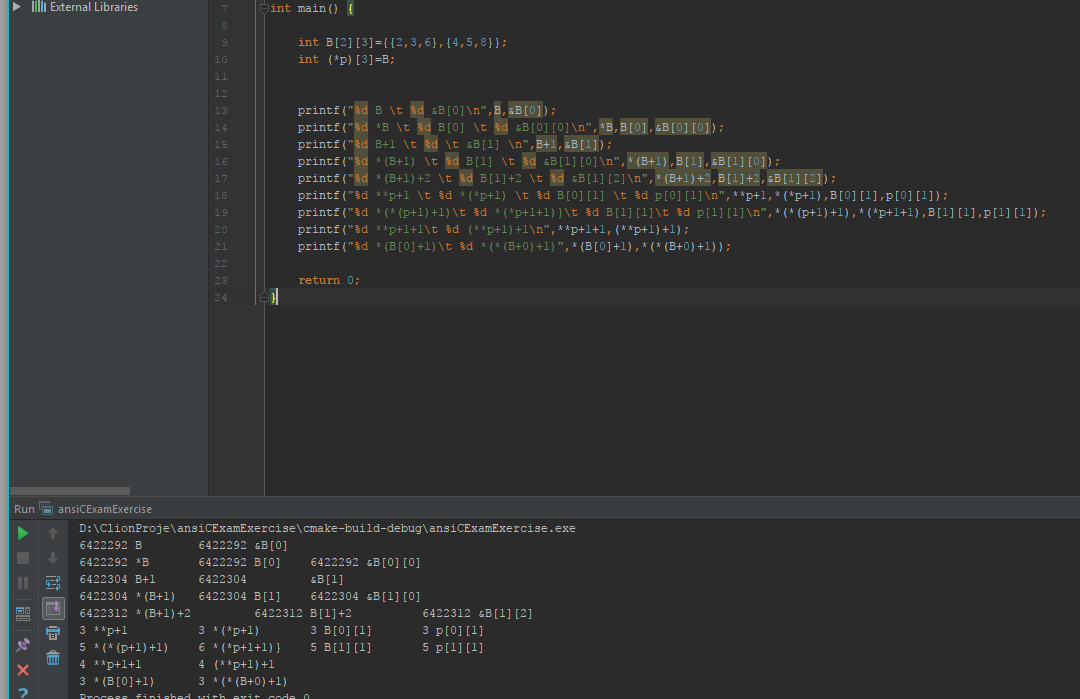 External Libraries
7 int main() {
8
9 int B[2][3]={{2,3,6},{4,5,8}};
10 int (*p)[3]=B;
11
12
13 printf("%d B \t %d &B[0]\n",B,&B[0]);
14 printf("%d *B \t %d B[0] \t %d &B[0][0]\n",*B,B[0],&B[0][0]);
15 printf("%d B+1 \t %d \t &B[1] \n",B+1,&B[1]);
16 printf("%d *(B+1) \t %d B[1] \t %d &B[1][0]\n",*(B+1),B[1],&B[1][0]);
17 printf("%d *(B+1)+2 \t %d B[1]+2 \t %d &B[1][2]\n",*(B+1)+2,B[1]+2,&B[1][2]);
18 printf("%d **p+1 \t %d *(*p+1) \t %d B[0][1] \t %d p[0][1]\n",**p+1,*(*p+1),B[0][1],p[0][1]);
19 printf("%d *(*(p+1)+1)\t %d *(*p+1+1))\t %d B[1][1]\t %d p[1][1]\n",*(*(p+1)+1),*(*p+1+1),B[1][1],p[1][1]);
20 printf("%d **p+1+1\t %d (**p+1)+1\n",**p+1+1,(**p+1)+1);
21 printf("%d *(B[0]+1)\t %d *(*(B+0)+1)",*(B[0]+1),*(*(B+0)+1));
22
23 return 0;
24 }
Run ansiCExamExercise
D:\ClionProje\ansiCExamExercise\cmake-build-debug\ansiCExamExercise.exe
6422292 B 6422292 &B[0]
6422292 *B 6422292 B[0] 6422292 &B[0][0]
6422304 B+1 6422304 &B[1]
6422304 *(B+1) 6422304 B[1] 6422304 &B[1][0]
6422312 *(B+1)+2 6422312 B[1]+2 6422312 &B[1][2]
3 **p+1 3 *(*p+1) 3 B[0][1] 3 p[0][1]
5 *(*(p+1)+1) 6 *(*p+1+1)) 5 B[1][1] 5 p[1][1]
4 **p+1+1 4 (**p+1)+1
3 *(B[0]+1) 3 *(*(B+0)+1)
Process finished with exit code 0